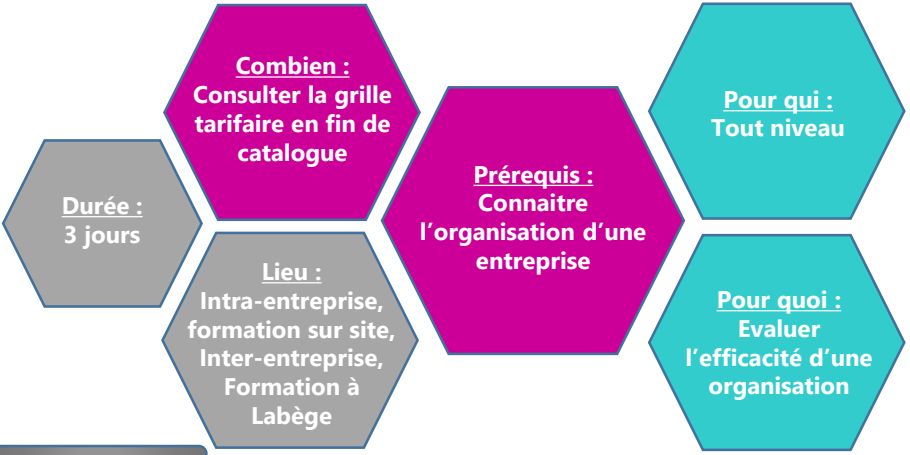 Durée :
3 jours
Combien :
Consulter la grille
tarifaire en fin de
catalogue
Lieu :
Intra-entreprise,
formation sur site,
Inter-entreprise,
Formation à
Labège
Prérequis :
Connaitre
l’organisation d’une
entreprise
Pour qui :
Tout niveau
Pour quoi :
Evaluer
l’efficacité d’une
organisation